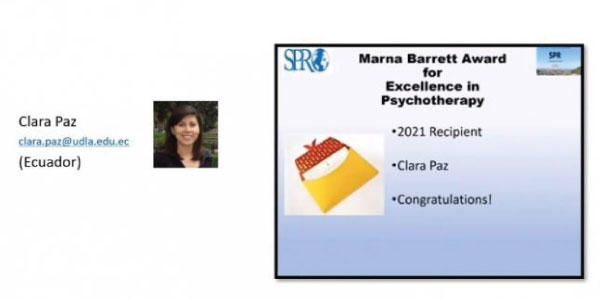 Clara Paz
clara.paz@udla.edu.ec
(Ecuador)
SPR
Marna Barrett Award
for
Excellence in
Psychotherapy
SPR
•2021 Recipient
•Clara Paz
•Congratulations!